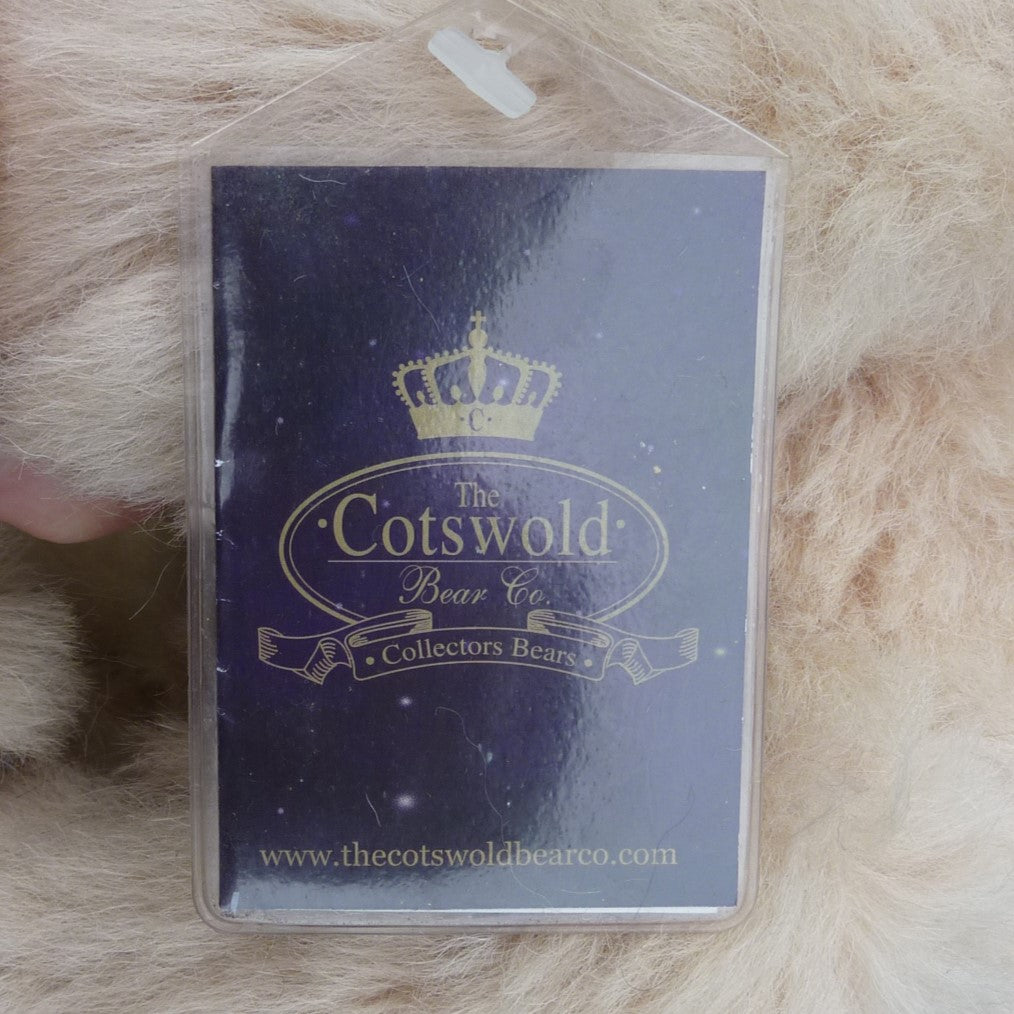 ·C·
The
·Cotswold·
Bear Co.
• Collectors Bears •
www.thecotswoldbearco.com